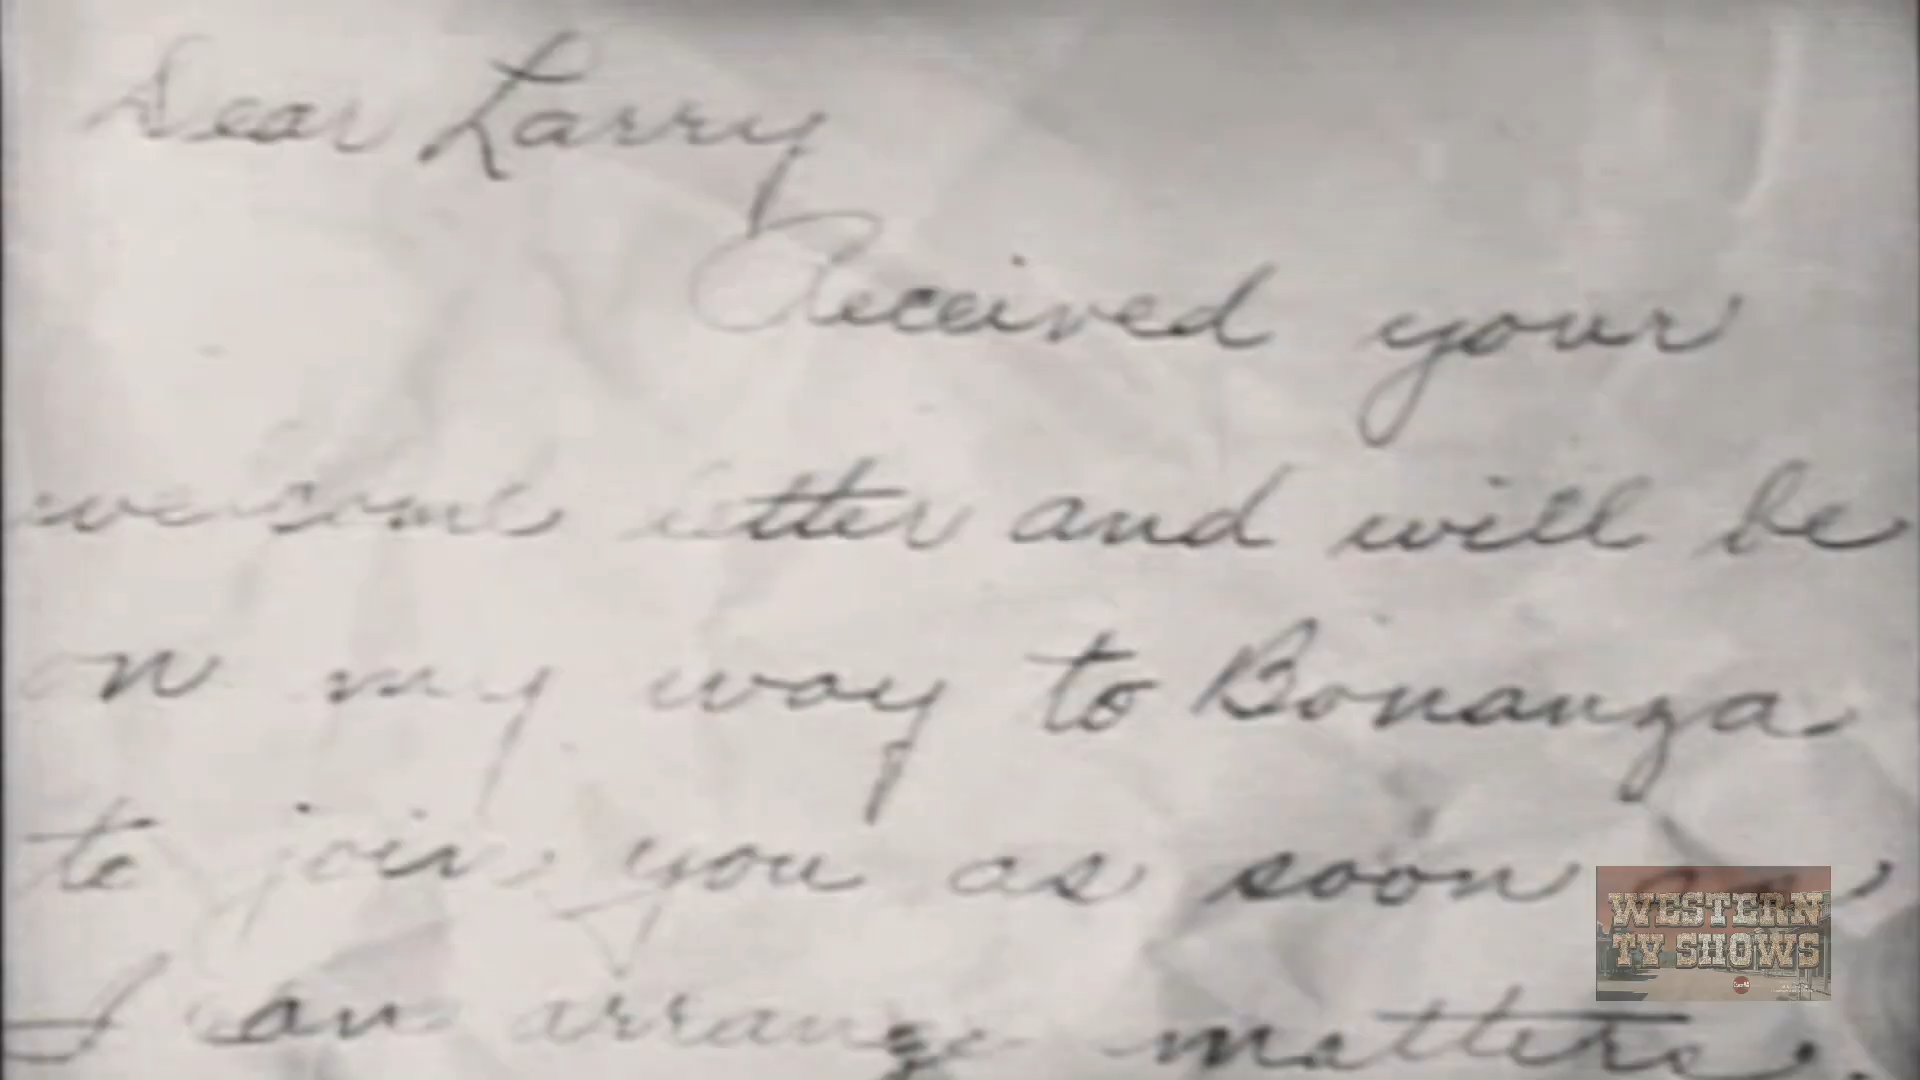 Dear Larry
Received your
welcome letter and will be
on my way to Bonanza
to join you as soon as
I can arrange matters.
WESTERN
TV SHOWS